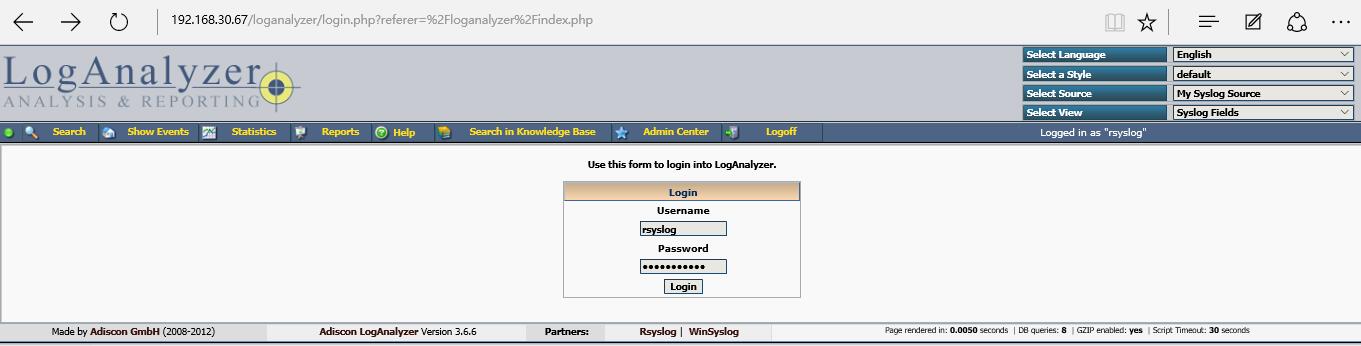 192.168.30.67/loganalyzer/login.php?referer=%2Floganalyzer%2Findex.php
LogAnalyzer
ANALYSIS & REPORTING
Select Language English
Select a Style default
Select Source My Syslog Source
Select View Syslog Fields
Search Show Events Statistics Reports Help Search in Knowledge Base Admin Center Logoff Logged in as "rsyslog"
Use this form to login into LogAnalyzer.
Login
Username
rsyslog
Password
•••••••••••
Login
Made by Adiscon GmbH (2008-2012) Adiscon LogAnalyzer Version 3.6.6 Partners: Rsyslog | WinSyslog Page rendered in: 0.0050 seconds | DB queries: 8 | GZIP enabled: yes | Script Timeout: 30 seconds